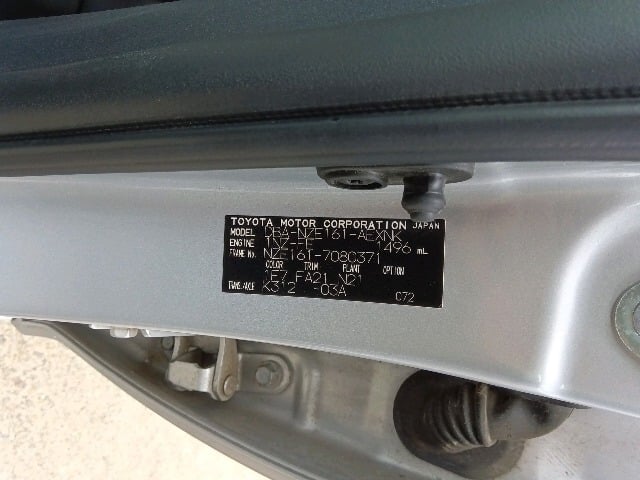 TOYOTA MOTOR CORPORATION JAPAN
MODEL DBA-NZE161-AEXNK
ENGINE 1NZ-FE 1496 mL
FRAME NO. NZE161-7080371
COLOR TRIM PLANT OPTION
1E7 FA21 N21
TRANS./AXLE K312 -03A
C72